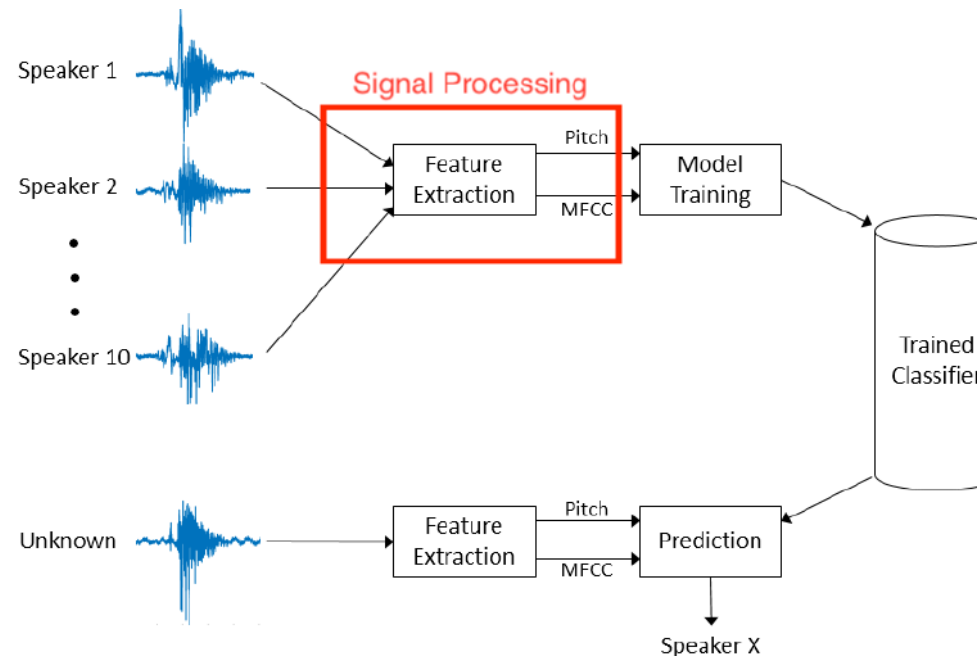 Speaker 1
Signal Processing
Speaker 2
Feature
Extraction
Pitch
MFCC
Model
Training
Speaker 10
Trained
Classifier
Unknown
Feature
Extraction
Pitch
MFCC
Prediction
Speaker X